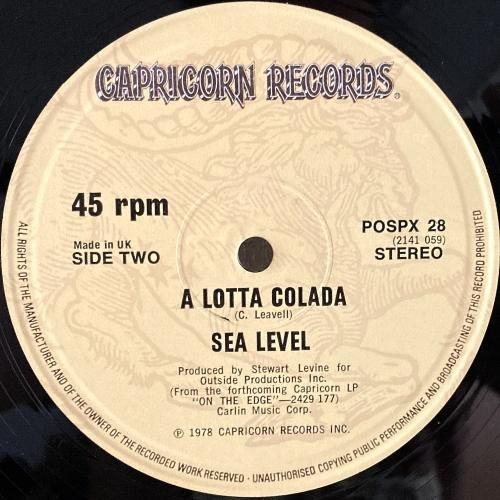 CAPRICORN RECORDS®
45 rpm
Made in UK
SIDE TWO
POSPX 28
(2141 059)
STEREO
A LOTTA COLADA
(C. Leavell)
SEA LEVEL
Produced by Stewart Levine for
Outside Productions Inc.
(From the forthcoming Capricorn LP
"ON THE EDGE"—2429 177)
Carlin Music Corp.
℗ 1978 CAPRICORN RECORDS INC.
ALL RIGHTS OF THE MANUFACTURER AND OF THE OWNER OF THE RECORDED WORK RESERVED · UNAUTHORISED COPYING PUBLIC PERFORMANCE AND BROADCASTING OF THIS RECORD PROHIBITED